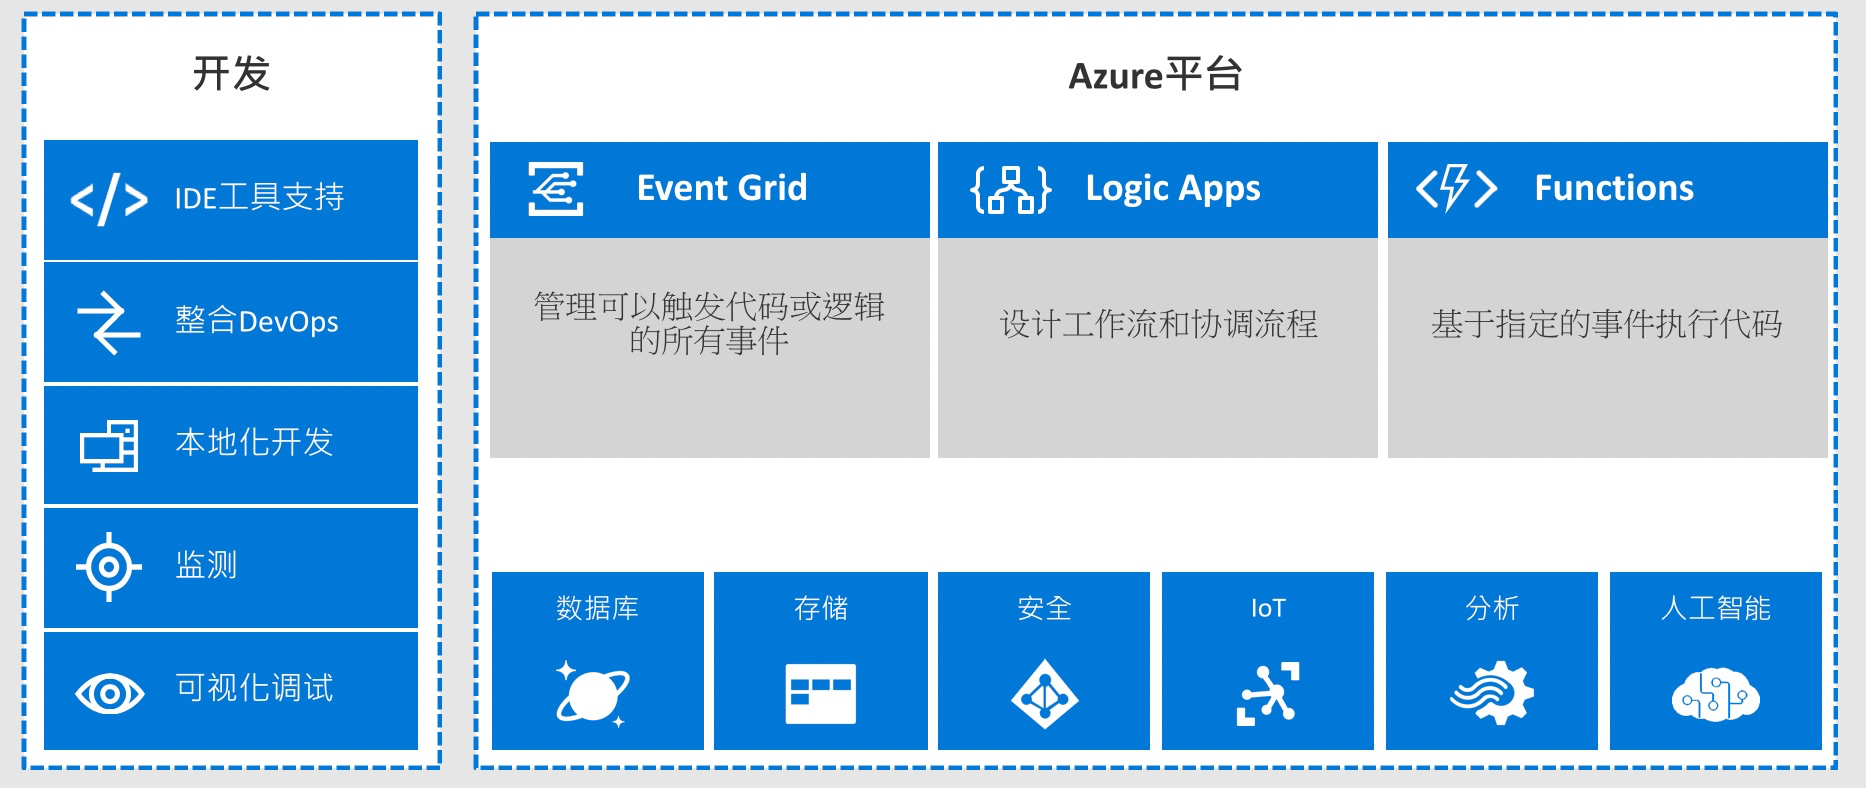 开发
IDE工具支持
整合DevOps
本地化开发
监测
可视化调试
Azure平台
Event Grid
管理可以触发代码或逻辑
的所有事件
Logic Apps
设计工作流和协调流程
Functions
基于指定的事件执行代码
数据库
存储
安全
IoT
分析
人工智能